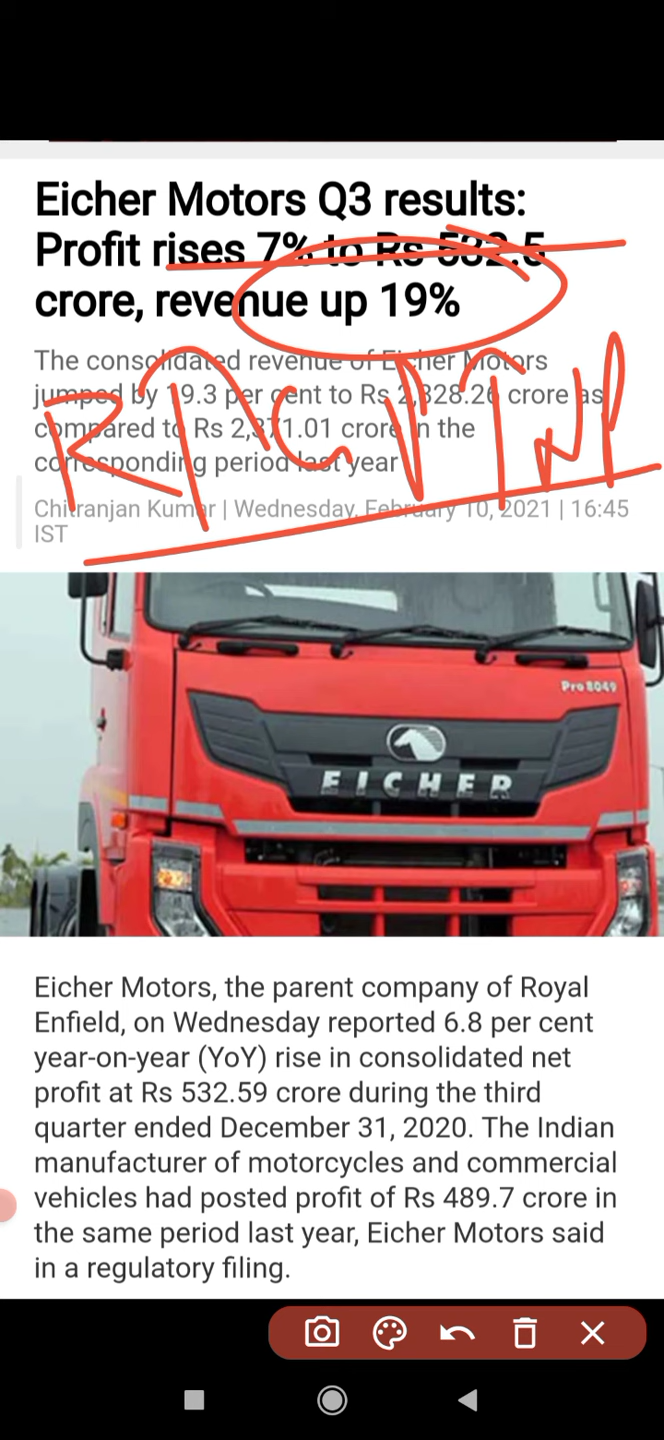 Eicher Motors Q3 results:
Profit rises 7% to Rs 532.5
crore, revenue up 19%
The consolidated revenue of Eicher Motors
jumped by 19.3 per cent to Rs 2,828.26 crore as
compared to Rs 2,371.01 crore in the
corresponding period last year
Chitranjan Kumar | Wednesday, February 10, 2021 | 16:45
IST
Pro 8049
EICHER
Eicher Motors, the parent company of Royal
Enfield, on Wednesday reported 6.8 per cent
year-on-year (YoY) rise in consolidated net
profit at Rs 532.59 crore during the third
quarter ended December 31, 2020. The Indian
manufacturer of motorcycles and commercial
vehicles had posted profit of Rs 489.7 crore in
the same period last year, Eicher Motors said
in a regulatory filing.